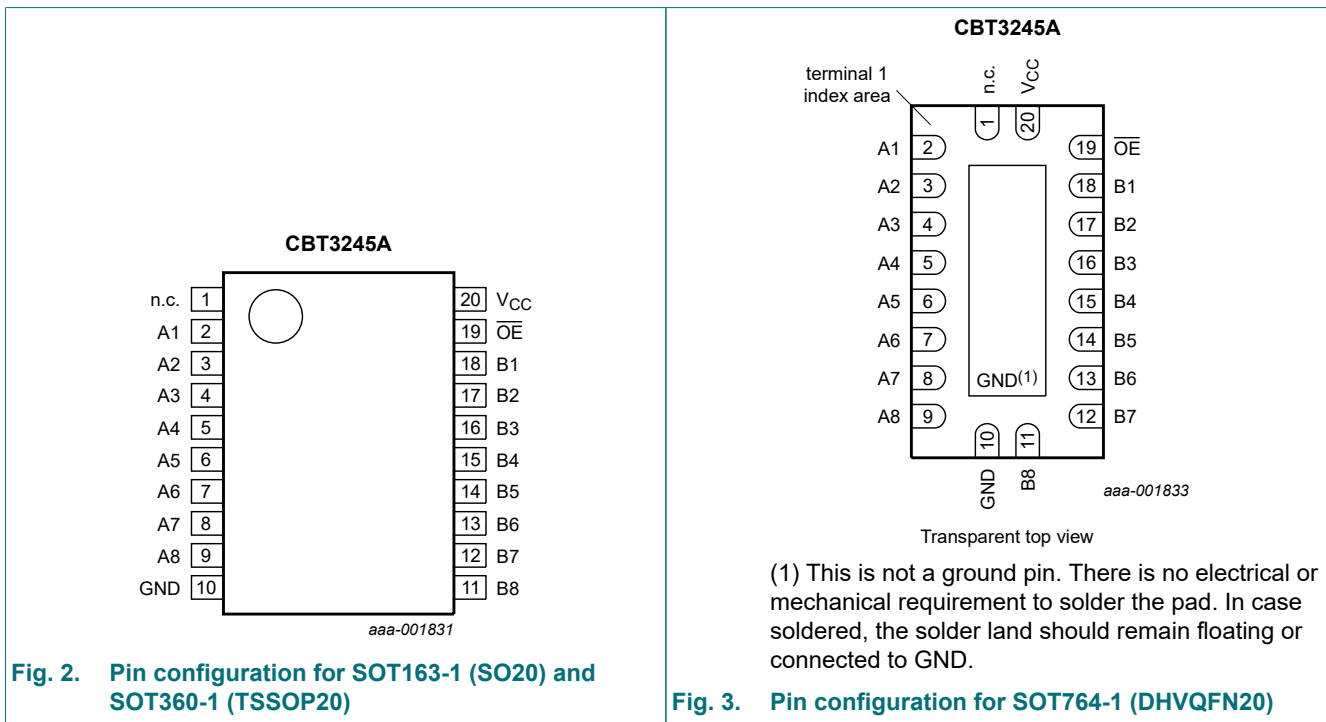 CBT3245A
n.c. 1 20 VCC
A1 2 19 OE
A2 3 18 B1
A3 4 17 B2
A4 5 16 B3
A5 6 15 B4
A6 7 14 B5
A7 8 13 B6
A8 9 12 B7
GND 10 11 B8
aaa-001831
Fig. 2. Pin configuration for SOT163-1 (SO20) and
SOT360-1 (TSSOP20)
CBT3245A
terminal 1
index area
n.c. VCC
1 20
A1 2 19 OE
A2 3 18 B1
A3 4 17 B2
A4 5 16 B3
A5 6 15 B4
A6 7 14 B5
A7 8 GND(1) 13 B6
A8 9 12 B7
10 11
GND B8
aaa-001833
Transparent top view
(1) This is not a ground pin. There is no electrical or
mechanical requirement to solder the pad. In case
soldered, the solder land should remain floating or
connected to GND.
Fig. 3. Pin configuration for SOT764-1 (DHVQFN20)